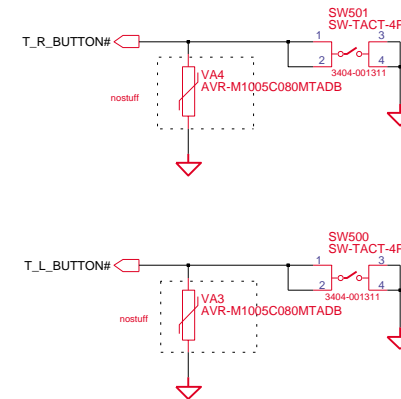 SW501
SW-TACT-4P
T_R_BUTTON#
1
3
2
4
3404-001311
VA4
AVR-M1005C080MTADB
nostuff
SW500
SW-TACT-4P
T_L_BUTTON#
1
3
2
4
3404-001311
VA3
AVR-M1005C080MTADB
nostuff